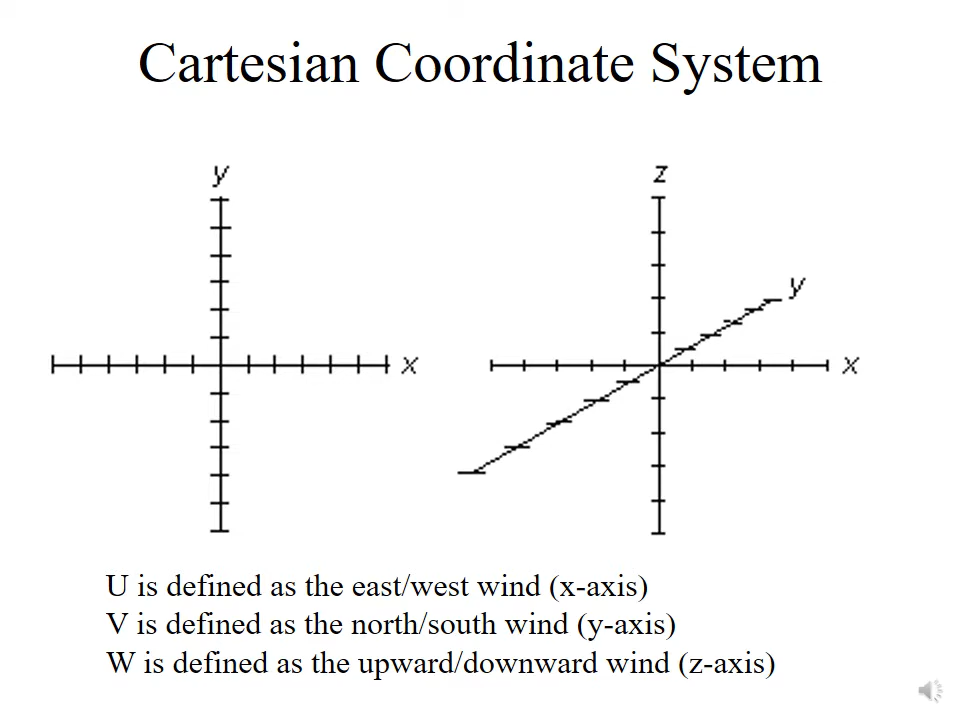 Cartesian Coordinate System
y
x
z
y
x
U is defined as the east/west wind (x-axis)
V is defined as the north/south wind (y-axis)
W is defined as the upward/downward wind (z-axis)